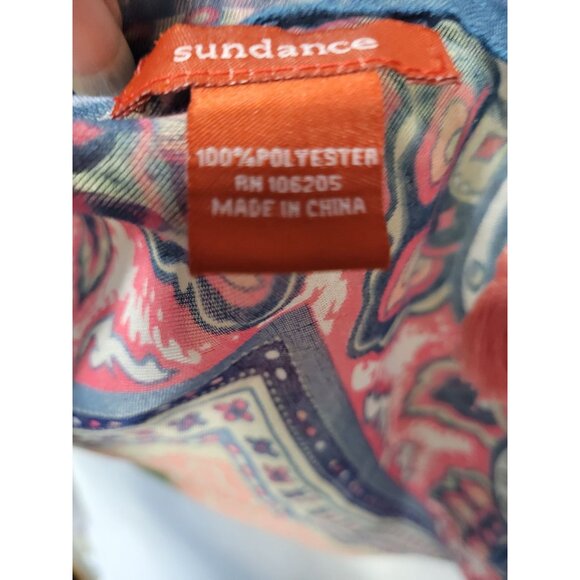 sundance
100%POLYESTER
RN 106205
MADE IN CHINA